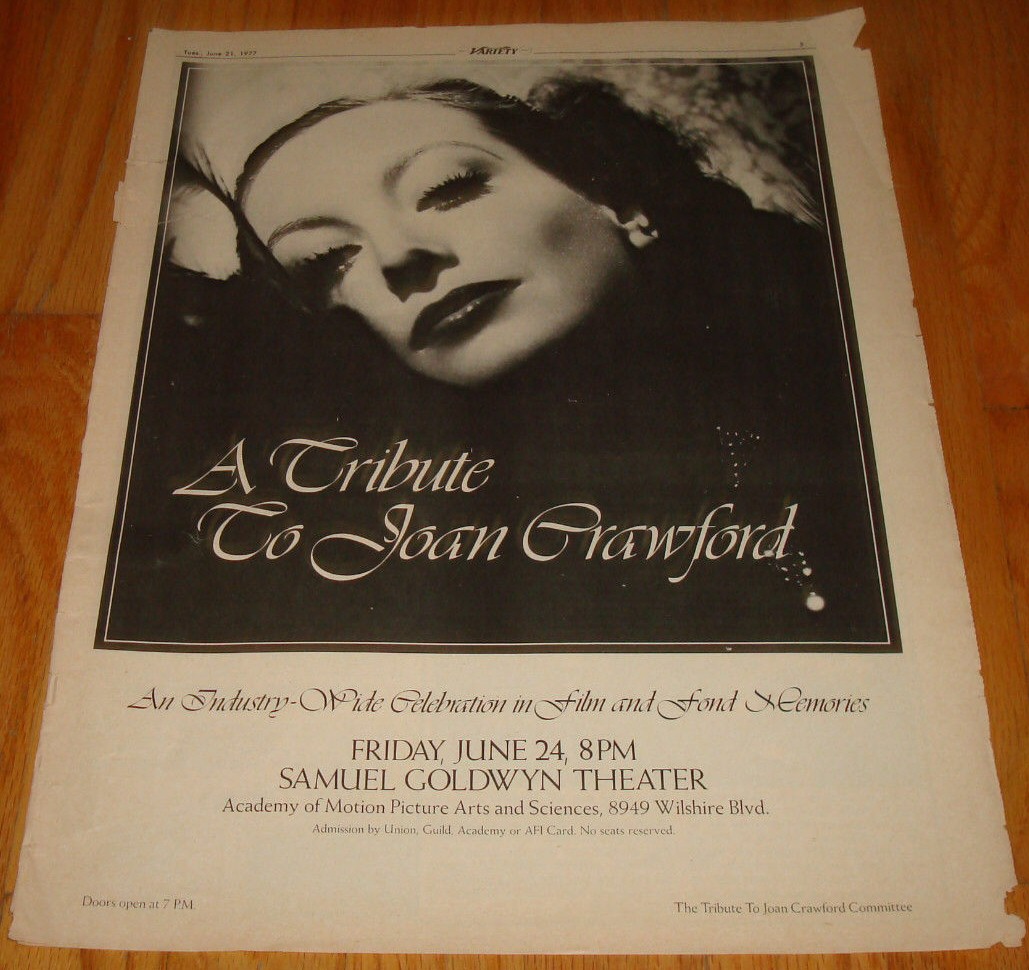 Tues., June 21, 1977 VARIETY 3
A Tribute
To Joan Crawford
An Industry-Wide Celebration in Film and Fond Memories
FRIDAY, JUNE 24, 8PM
SAMUEL GOLDWYN THEATER
Academy of Motion Picture Arts and Sciences, 8949 Wilshire Blvd.
Admission by Union, Guild, Academy or AFI Card. No seats reserved.
Doors open at 7 P.M. The Tribute To Joan Crawford Committee